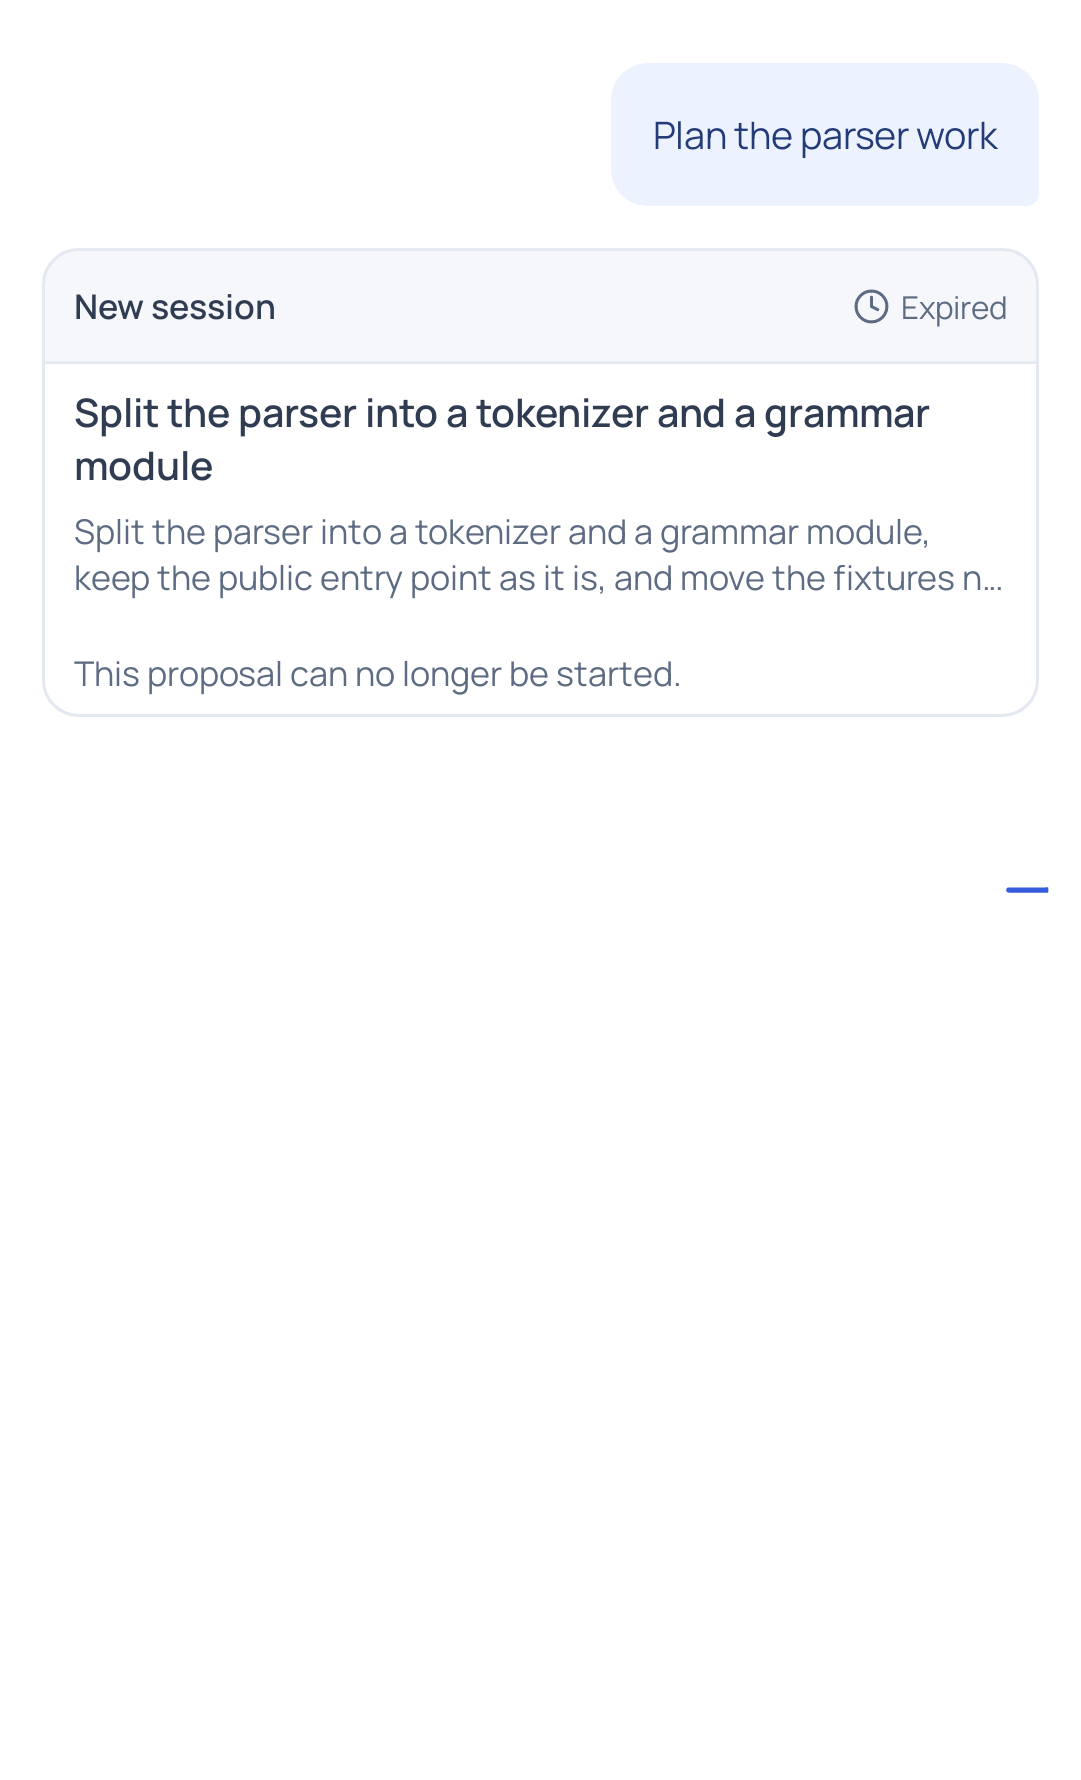 Plan the parser work
New session
Expired
Split the parser into a tokenizer and a grammar
module
Split the parser into a tokenizer and a grammar module,
keep the public entry point as it is, and move the fixtures n…
This proposal can no longer be started.